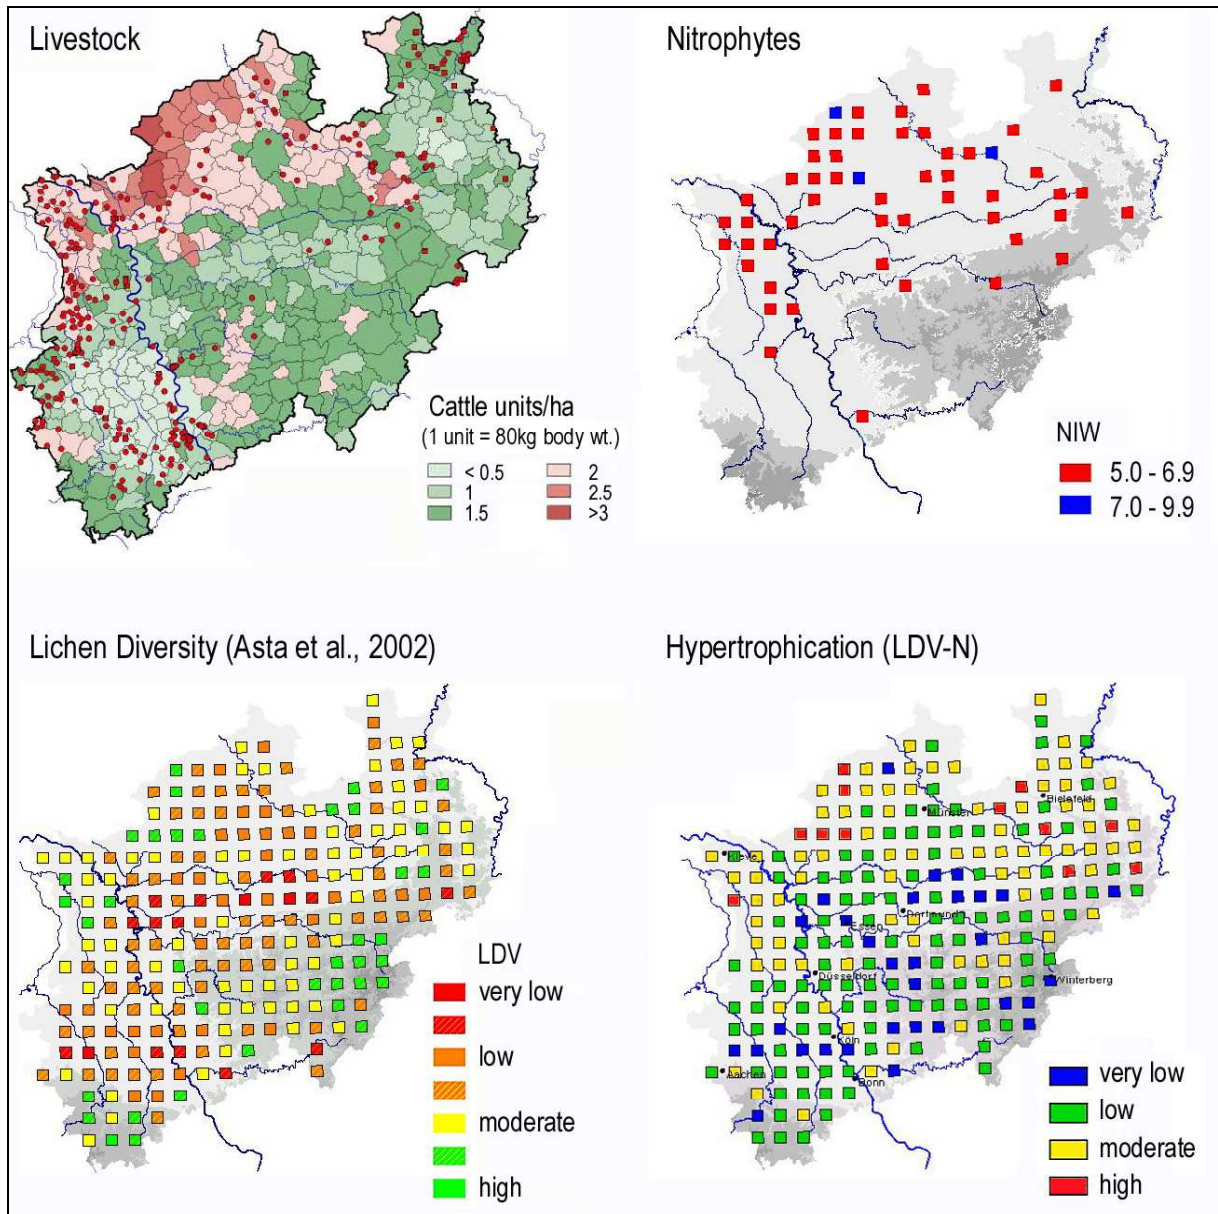 Livestock
Cattle units/ha
(1 unit = 80kg body wt.)
< 0.5
2
1
2.5
1.5
>3
Nitrophytes
NIW
5.0 - 6.9
7.0 - 9.9
Lichen Diversity (Asta et al., 2002)
LDV
very low
low
moderate
high
Hypertrophication (LDV-N)
Bielefeld
Münster
Kleve
Dortmund
Essen
Düsseldorf
Winterberg
Köln
Aachen
Bonn
very low
low
moderate
high